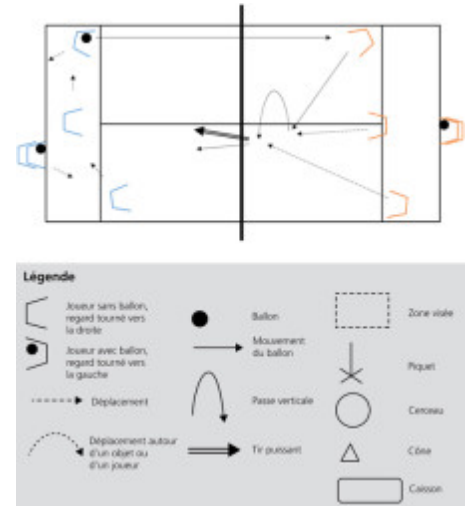 Légende
Joueur sans ballon,
regard tourné vers
la droite
Joueur avec ballon,
regard tourné vers
la gauche
Déplacement
Déplacement autour
d'un objet ou
d'un joueur
Ballon
Mouvement
du ballon
Passe verticale
Tir puissant
Zone visée
Piquet
Cerceau
Cône
Caisson